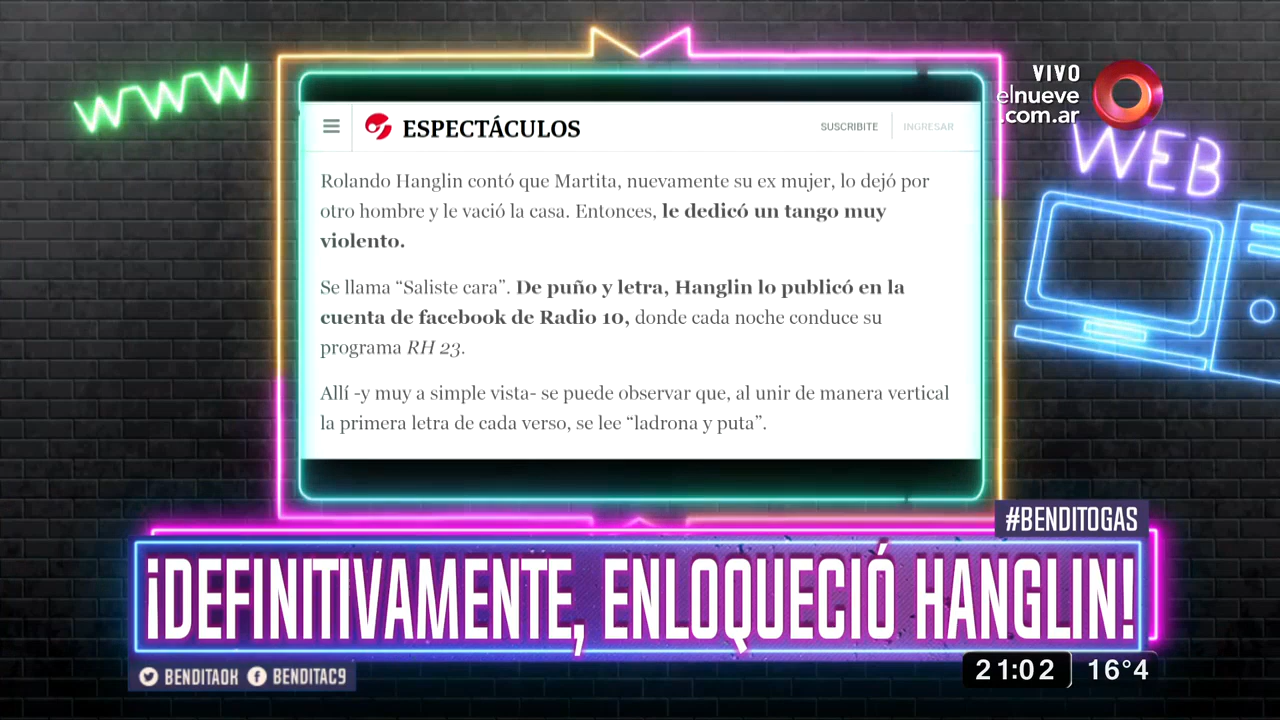 WWW
VIVO
elnueve
.com.ar
WEB
ESPECTÁCULOS
SUSCRIBITE
INGRESAR
Rolando Hanglin contó que Martita, nuevamente su ex mujer, lo dejó por
otro hombre y le vació la casa. Entonces, le dedicó un tango muy
violento.
Se llama “Saliste cara”. De puño y letra, Hanglin lo publicó en la
cuenta de facebook de Radio 10, donde cada noche conduce su
programa RH 23.
Allí -y muy a simple vista- se puede observar que, al unir de manera vertical
la primera letra de cada verso, se lee “ladrona y puta”.
#BENDITOGAS
¡DEFINITIVAMENTE, ENLOQUECIÓ HANGLIN!
BENDITAOK BENDITAC9
21:02 16°4